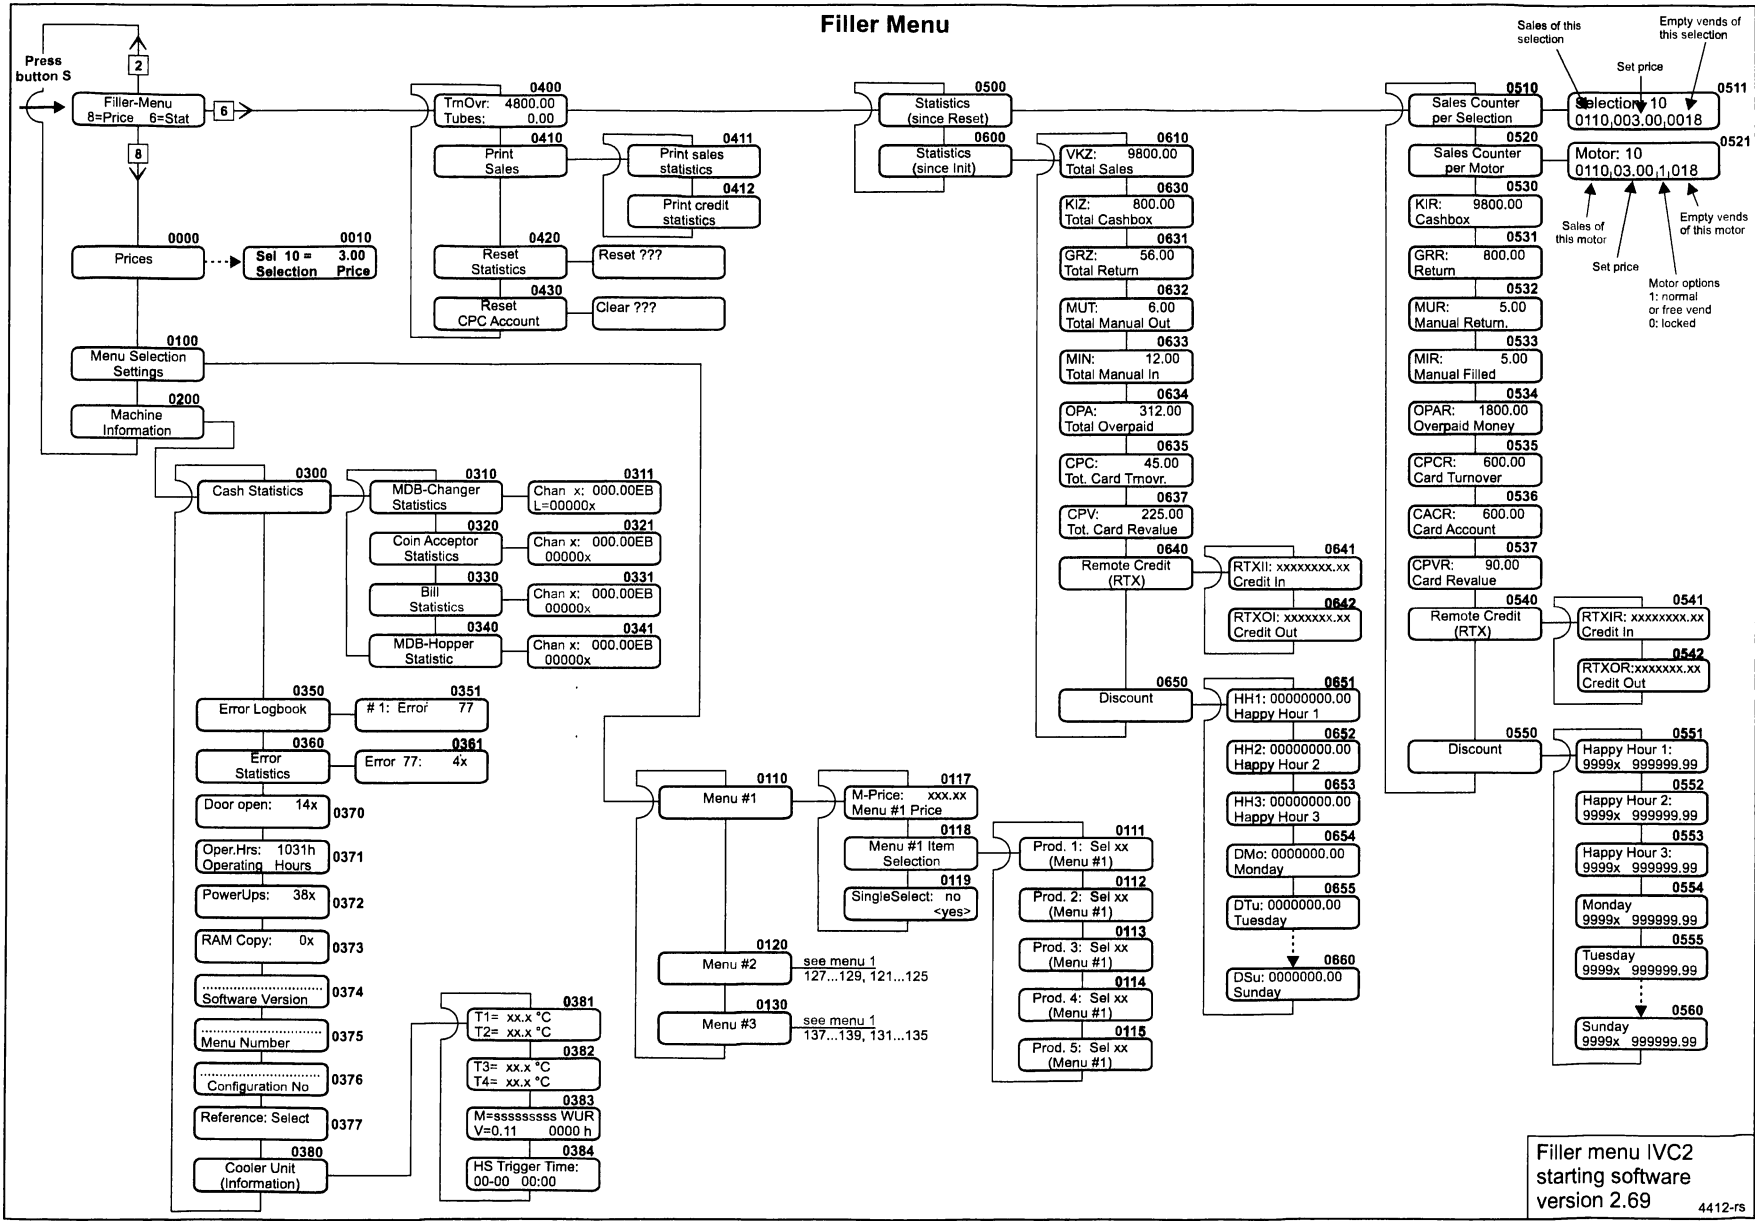 Filler Menu
Press
button S
2
Filler-Menu
8=Price 6=Stat
6
8
0000
Prices
0010
Sel 10 = 3.00
Selection Price
0100
Menu Selection
Settings
0200
Machine
Information
0400
TrnOvr: 4800.00
Tubes: 0.00
0410
Print
Sales
0411
Print sales
statistics
0412
Print credit
statistics
0420
Reset
Statistics
Reset ???
0430
Reset
CPC Account
Clear ???
0500
Statistics
(since Reset)
0600
Statistics
(since Init)
0610
VKZ: 9800.00
Total Sales
0630
KIZ: 800.00
Total Cashbox
0631
GRZ: 56.00
Total Return
0632
MUT: 6.00
Total Manual Out
0633
MIN: 12.00
Total Manual In
0634
OPA: 312.00
Total Overpaid
0635
CPC: 45.00
Tot. Card Trnovr.
0637
CPV: 225.00
Tot. Card Revalue
0640
Remote Credit
(RTX)
0641
RTXII: xxxxxxxx.xx
Credit In
0642
RTXOI: xxxxxxx.xx
Credit Out
0650
Discount
0651
HH1: 00000000.00
Happy Hour 1
0652
HH2: 00000000.00
Happy Hour 2
0653
HH3: 00000000.00
Happy Hour 3
0654
DMo: 0000000.00
Monday
0655
DTu: 0000000.00
Tuesday
0660
DSu: 0000000.00
Sunday
0510
Sales Counter
per Selection
Sales of this
selection
Set price
Empty vends of
this selection
0511
Selection: 10
0110,003.00,0018
0520
Sales Counter
per Motor
0521
Motor: 10
0110,03.00,1,018
Sales of
this motor
Set price
Motor options
1: normal
or free vend
0: locked
Empty vends
of this motor
0530
KIR: 9800.00
Cashbox
0531
GRR: 800.00
Return
0532
MUR: 5.00
Manual Return.
0533
MIR: 5.00
Manual Filled
0534
OPAR: 1800.00
Overpaid Money
0535
CPCR: 600.00
Card Turnover
0536
CACR: 600.00
Card Account
0537
CPVR: 90.00
Card Revalue
0540
Remote Credit
(RTX)
0541
RTXIR: xxxxxxxx.xx
Credit In
0542
RTXOR:xxxxxxx.xx
Credit Out
0550
Discount
0551
Happy Hour 1:
9999x 999999.99
0552
Happy Hour 2:
9999x 999999.99
0553
Happy Hour 3:
9999x 999999.99
0554
Monday
9999x 999999.99
0555
Tuesday
9999x 999999.99
0560
Sunday
9999x 999999.99
0300
Cash Statistics
0310
MDB-Changer
Statistics
0311
Chan x: 000.00EB
L=00000x
0320
Coin Acceptor
Statistics
0321
Chan x: 000.00EB
00000x
0330
Bill
Statistics
0331
Chan x: 000.00EB
00000x
0340
MDB-Hopper
Statistic
0341
Chan x: 000.00EB
00000x
0350
Error Logbook
0351
# 1: Error 77
0360
Error
Statistics
0361
Error 77: 4x
Door open: 14x
0370
Oper.Hrs: 1031h
Operating Hours
0371
PowerUps: 38x
0372
RAM Copy: 0x
0373
Software Version
0374
Menu Number
0375
Configuration No
0376
Reference: Select
0377
0380
Cooler Unit
(Information)
0381
T1= xx.x °C
T2= xx.x °C
0382
T3= xx.x °C
T4= xx.x °C
0383
M=sssssssss WUR
V=0.11 0000 h
0384
HS Trigger Time:
00-00 00:00
0110
Menu #1
0117
M-Price: xxx.xx
Menu #1 Price
0118
Menu #1 Item
Selection
0119
SingleSelect: no
<yes>
0111
Prod. 1: Sel xx
(Menu #1)
0112
Prod. 2: Sel xx
(Menu #1)
0113
Prod. 3: Sel xx
(Menu #1)
0114
Prod. 4: Sel xx
(Menu #1)
0115
Prod. 5: Sel xx
(Menu #1)
0120
Menu #2
see menu 1
127...129, 121...125
0130
Menu #3
see menu 1
137...139, 131...135
Filler menu IVC2
starting software
version 2.69
4412-rs